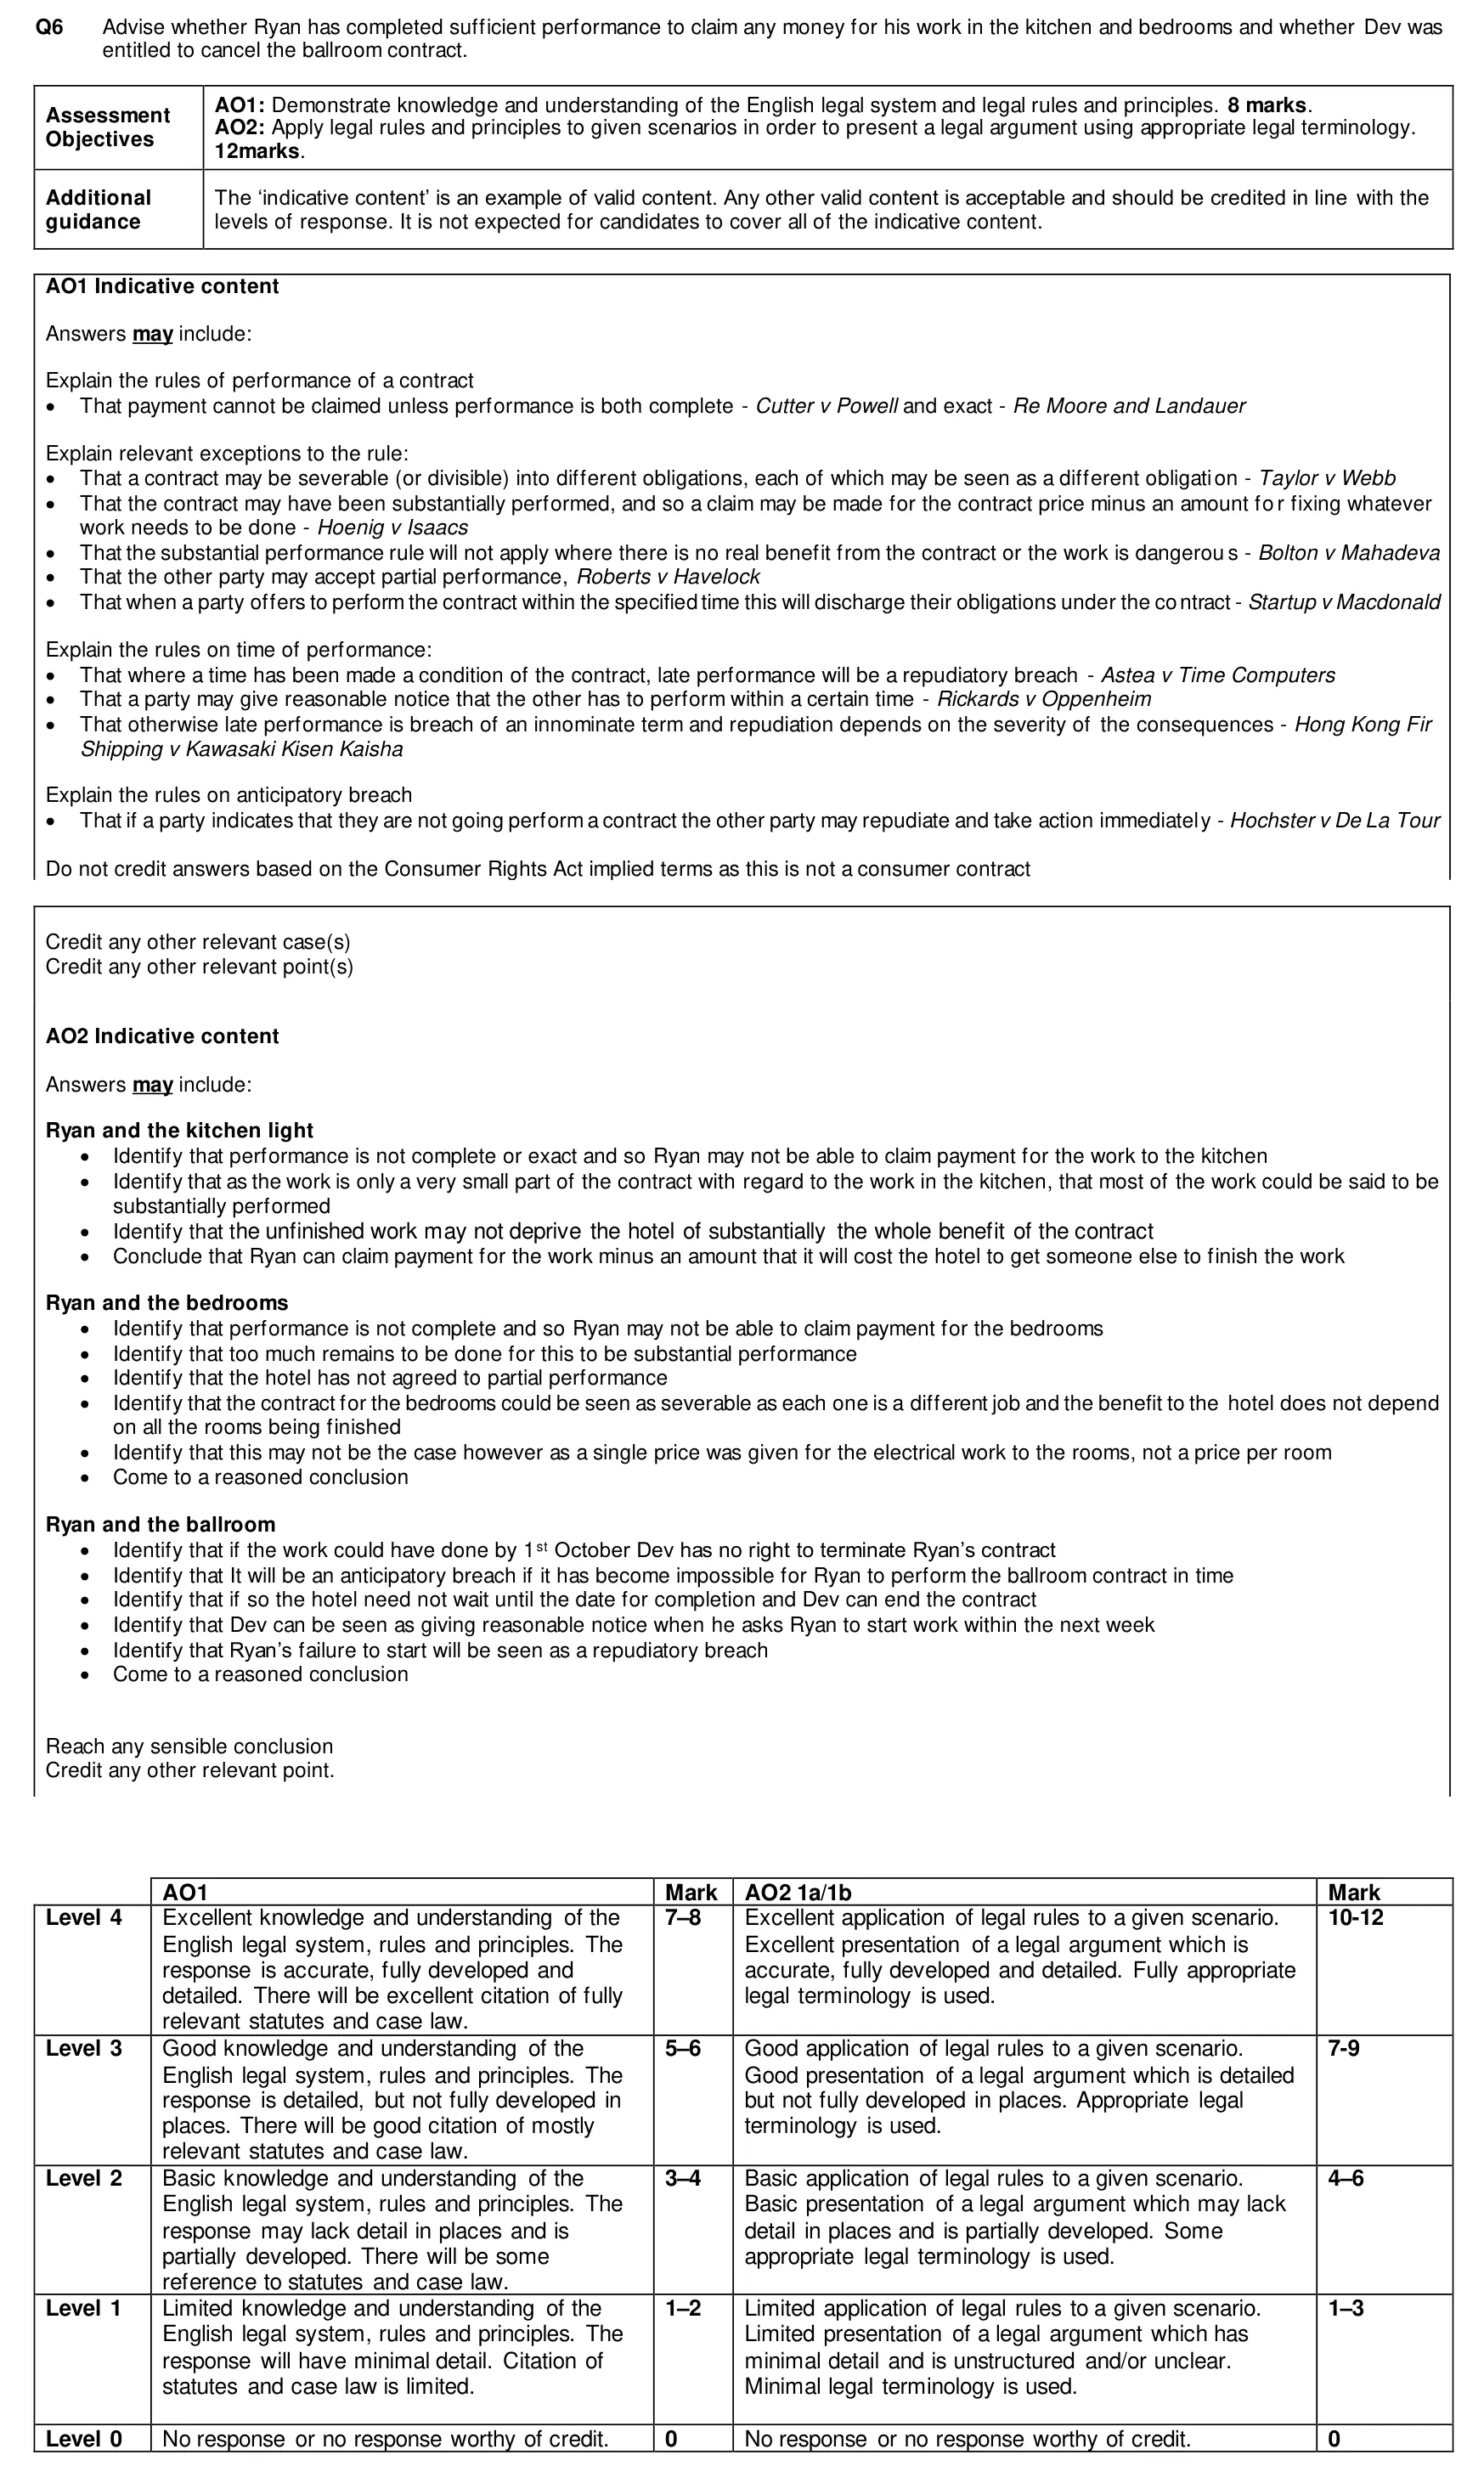 Q6 Advise whether Ryan has completed sufficient performance to claim any money for his work in the kitchen and bedrooms and whether Dev was
entitled to cancel the ballroom contract.
Assessment
Objectives
AO1: Demonstrate knowledge and understanding of the English legal system and legal rules and principles. 8 marks.
AO2: Apply legal rules and principles to given scenarios in order to present a legal argument using appropriate legal terminology.
12marks.
Additional
guidance
The ‘indicative content’ is an example of valid content. Any other valid content is acceptable and should be credited in line with the
levels of response. It is not expected for candidates to cover all of the indicative content.
AO1 Indicative content
Answers may include:
Explain the rules of performance of a contract
• That payment cannot be claimed unless performance is both complete - Cutter v Powell and exact - Re Moore and Landauer
Explain relevant exceptions to the rule:
• That a contract may be severable (or divisible) into different obligations, each of which may be seen as a different obligation - Taylor v Webb
• That the contract may have been substantially performed, and so a claim may be made for the contract price minus an amount for fixing whatever
work needs to be done - Hoenig v Isaacs
• That the substantial performance rule will not apply where there is no real benefit from the contract or the work is dangerous - Bolton v Mahadeva
• That the other party may accept partial performance, Roberts v Havelock
• That when a party offers to perform the contract within the specified time this will discharge their obligations under the contract - Startup v Macdonald
Explain the rules on time of performance:
• That where a time has been made a condition of the contract, late performance will be a repudiatory breach - Astea v Time Computers
• That a party may give reasonable notice that the other has to perform within a certain time - Rickards v Oppenheim
• That otherwise late performance is breach of an innominate term and repudiation depends on the severity of the consequences - Hong Kong Fir
Shipping v Kawasaki Kisen Kaisha
Explain the rules on anticipatory breach
• That if a party indicates that they are not going perform a contract the other party may repudiate and take action immediately - Hochster v De La Tour
Do not credit answers based on the Consumer Rights Act implied terms as this is not a consumer contract
Credit any other relevant case(s)
Credit any other relevant point(s)
AO2 Indicative content
Answers may include:
Ryan and the kitchen light
• Identify that performance is not complete or exact and so Ryan may not be able to claim payment for the work to the kitchen
• Identify that as the work is only a very small part of the contract with regard to the work in the kitchen, that most of the work could be said to be
substantially performed
• Identify that the unfinished work may not deprive the hotel of substantially the whole benefit of the contract
• Conclude that Ryan can claim payment for the work minus an amount that it will cost the hotel to get someone else to finish the work
Ryan and the bedrooms
• Identify that performance is not complete and so Ryan may not be able to claim payment for the bedrooms
• Identify that too much remains to be done for this to be substantial performance
• Identify that the hotel has not agreed to partial performance
• Identify that the contract for the bedrooms could be seen as severable as each one is a different job and the benefit to the hotel does not depend
on all the rooms being finished
• Identify that this may not be the case however as a single price was given for the electrical work to the rooms, not a price per room
• Come to a reasoned conclusion
Ryan and the ballroom
• Identify that if the work could have done by 1st October Dev has no right to terminate Ryan’s contract
• Identify that It will be an anticipatory breach if it has become impossible for Ryan to perform the ballroom contract in time
• Identify that if so the hotel need not wait until the date for completion and Dev can end the contract
• Identify that Dev can be seen as giving reasonable notice when he asks Ryan to start work within the next week
• Identify that Ryan’s failure to start will be seen as a repudiatory breach
• Come to a reasoned conclusion
Reach any sensible conclusion
Credit any other relevant point.
AO1 Mark AO2 1a/1b Mark
Level 4
Excellent knowledge and understanding of the
English legal system, rules and principles. The
response is accurate, fully developed and
detailed. There will be excellent citation of fully
relevant statutes and case law.
7–8
Excellent application of legal rules to a given scenario.
Excellent presentation of a legal argument which is
accurate, fully developed and detailed. Fully appropriate
legal terminology is used.
10-12
Level 3
Good knowledge and understanding of the
English legal system, rules and principles. The
response is detailed, but not fully developed in
places. There will be good citation of mostly
relevant statutes and case law.
5–6
Good application of legal rules to a given scenario.
Good presentation of a legal argument which is detailed
but not fully developed in places. Appropriate legal
terminology is used.
7-9
Level 2
Basic knowledge and understanding of the
English legal system, rules and principles. The
response may lack detail in places and is
partially developed. There will be some
reference to statutes and case law.
3–4
Basic application of legal rules to a given scenario.
Basic presentation of a legal argument which may lack
detail in places and is partially developed. Some
appropriate legal terminology is used.
4–6
Level 1
Limited knowledge and understanding of the
English legal system, rules and principles. The
response will have minimal detail. Citation of
statutes and case law is limited.
1–2
Limited application of legal rules to a given scenario.
Limited presentation of a legal argument which has
minimal detail and is unstructured and/or unclear.
Minimal legal terminology is used.
1–3
Level 0
No response or no response worthy of credit.
0
No response or no response worthy of credit.
0